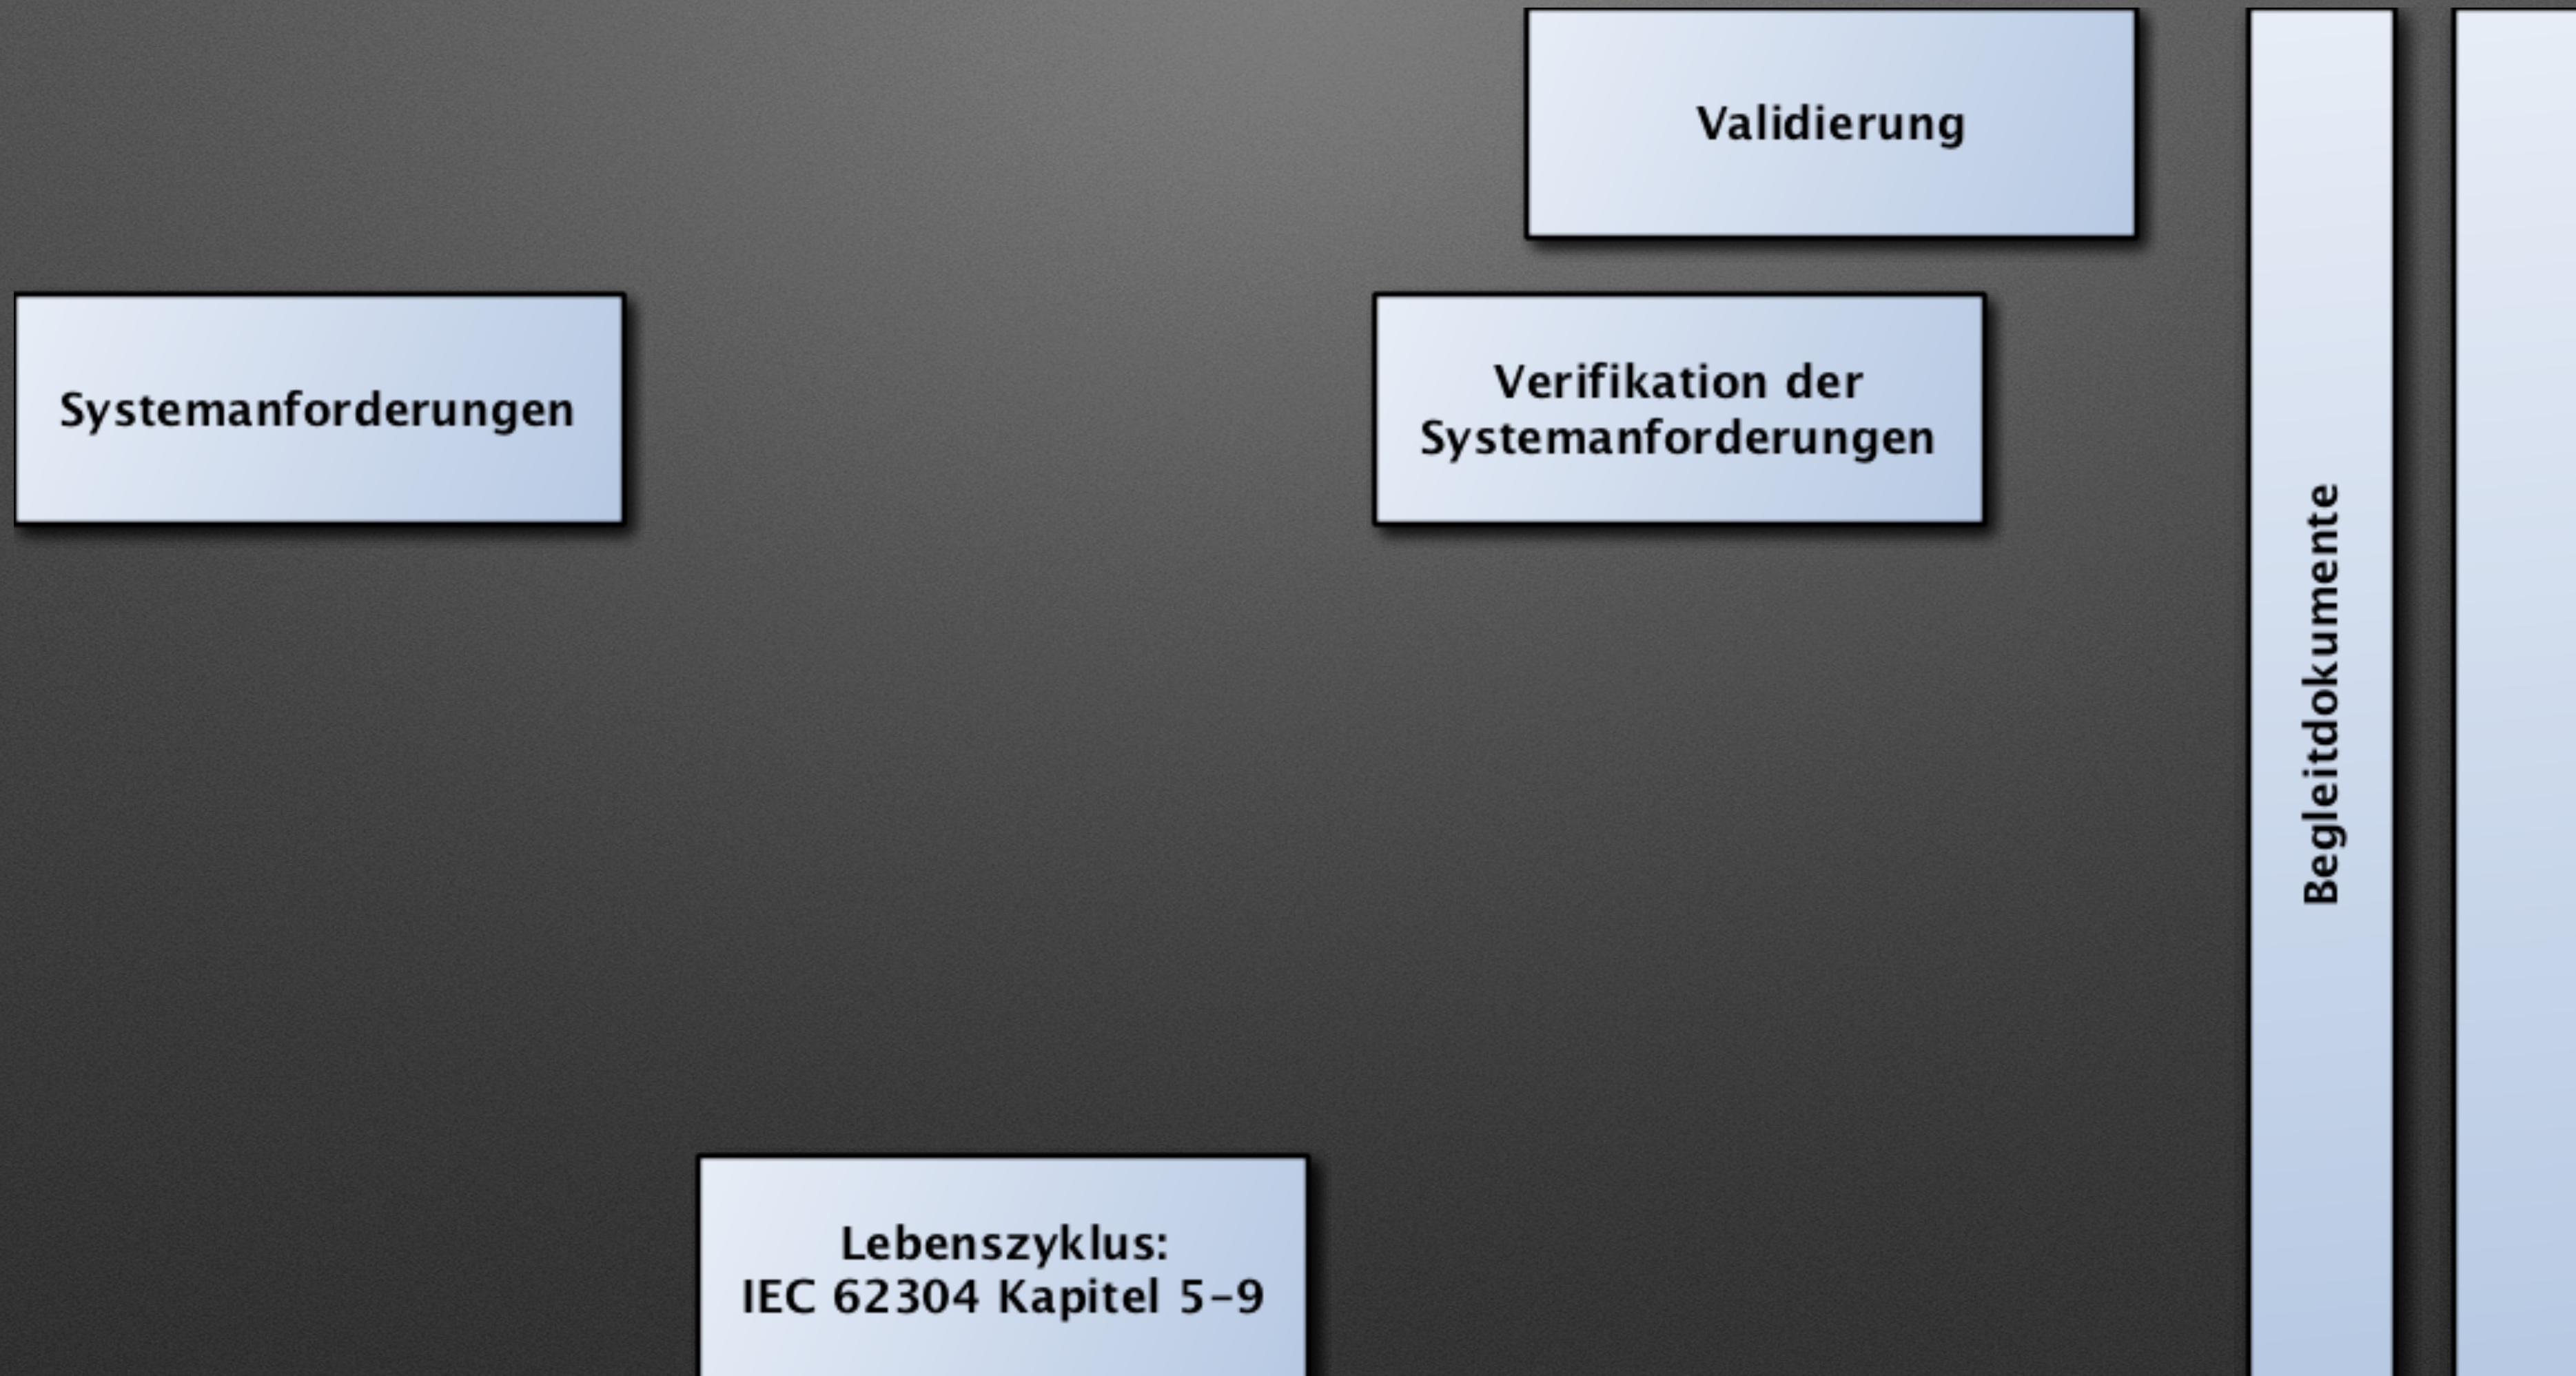 Validierung
Systemanforderungen
Verifikation der
Systemanforderungen
Begleitdokumente
Lebenszyklus:
IEC 62304 Kapitel 5–9